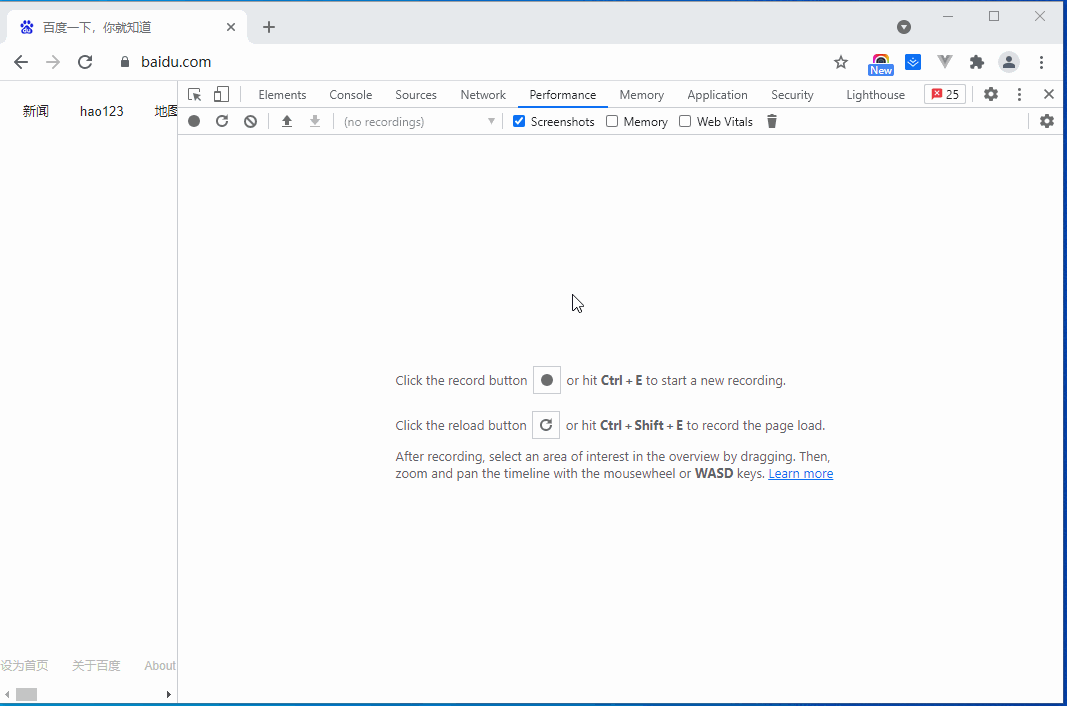 百度一下，你就知道
baidu.com
New
新闻 hao123 地图
Elements Console Sources Network Performance Memory Application Security Lighthouse 25
(no recordings) Screenshots Memory Web Vitals
Click the record button or hit Ctrl + E to start a new recording.
Click the reload button or hit Ctrl + Shift + E to record the page load.
After recording, select an area of interest in the overview by dragging. Then,
zoom and pan the timeline with the mousewheel or WASD keys. Learn more
设为首页 关于百度 About